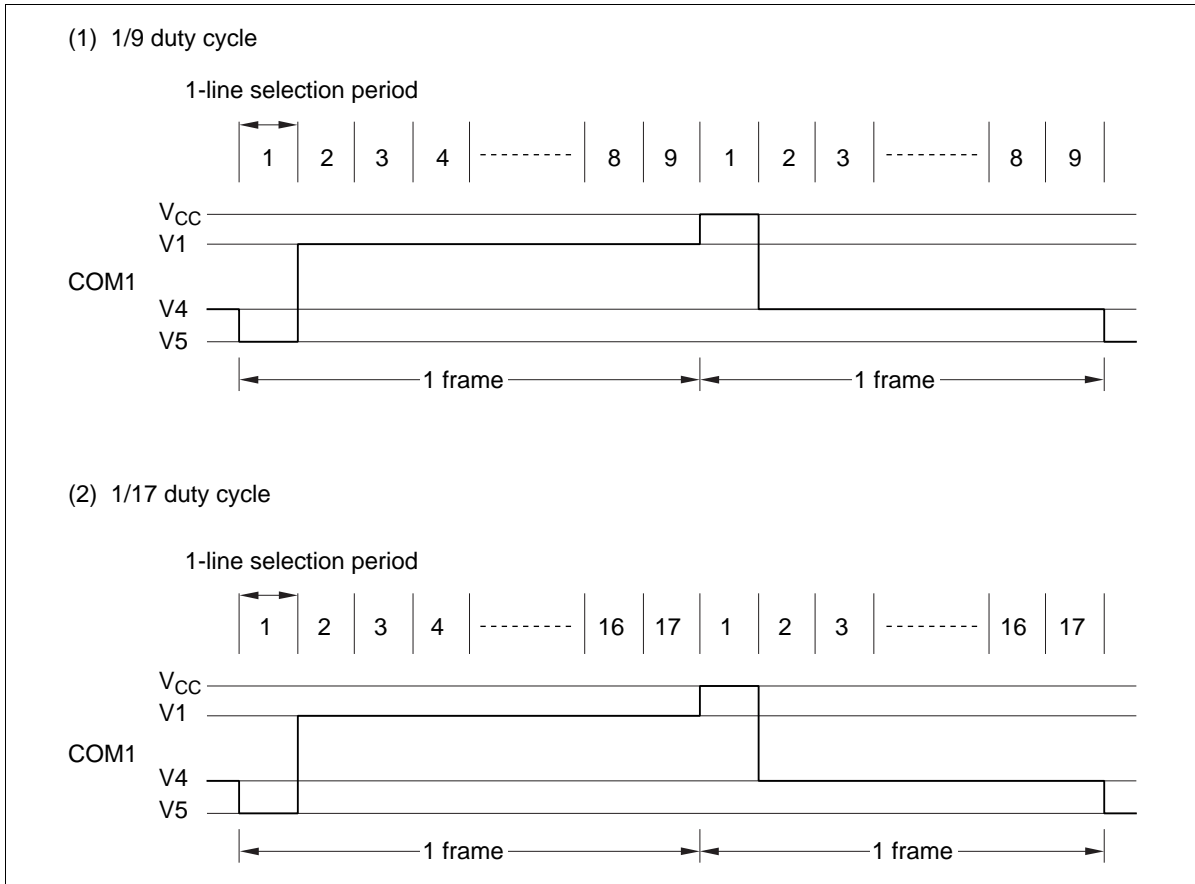 (1) 1/9 duty cycle
1-line selection period
1 2 3 4 8 9 1 2 3 8 9
VCC
V1
COM1
V4
V5
1 frame 1 frame
(2) 1/17 duty cycle
1-line selection period
1 2 3 4 16 17 1 2 3 16 17
VCC
V1
COM1
V4
V5
1 frame 1 frame